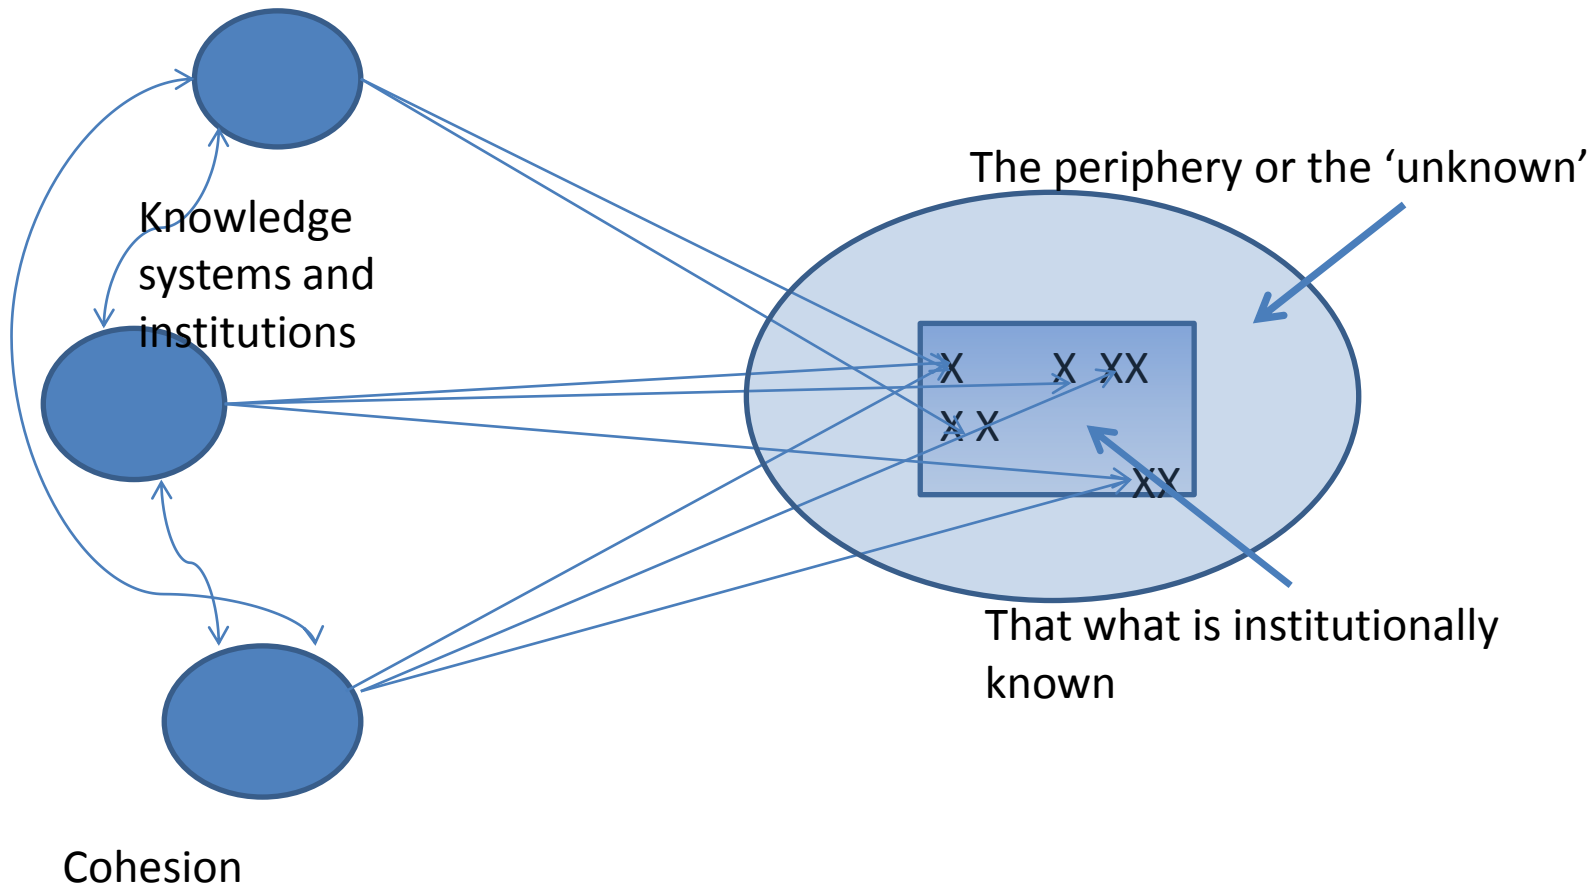 The periphery or the ‘unknown’
Knowledge
systems and
institutions
X X XX
X X
XX
That what is institutionally
known
Cohesion